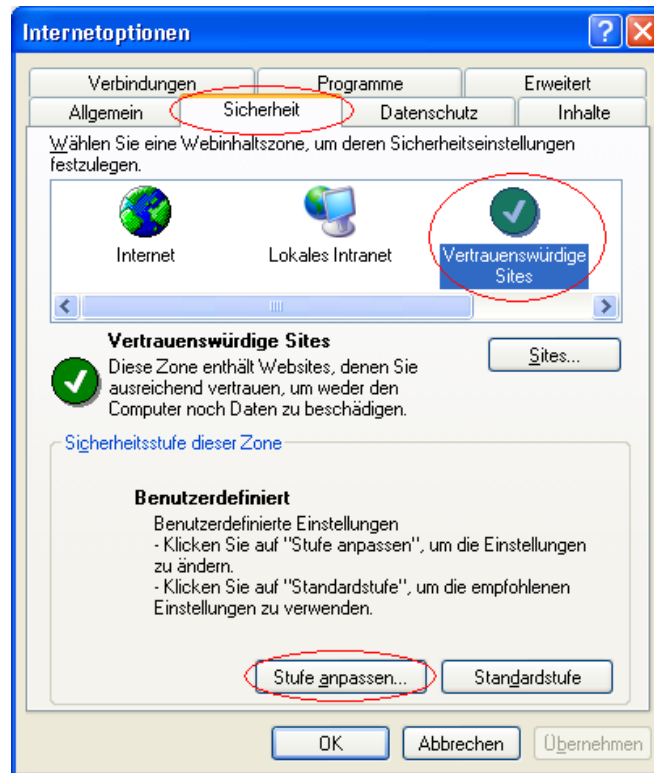 Internetoptionen
Verbindungen Programme Erweitert
Allgemein Sicherheit Datenschutz Inhalte
Wählen Sie eine Webinhaltszone, um deren Sicherheitseinstellungen
festzulegen.
Internet Lokales Intranet Vertrauenswürdige
Sites
Vertrauenswürdige Sites
Sites...
Diese Zone enthält Websites, denen Sie
ausreichend vertrauen, um weder den
Computer noch Daten zu beschädigen.
Sicherheitsstufe dieser Zone
Benutzerdefiniert
Benutzerdefinierte Einstellungen
- Klicken Sie auf "Stufe anpassen", um die Einstellungen
zu ändern.
- Klicken Sie auf "Standardstufe", um die empfohlenen
Einstellungen zu verwenden.
Stufe anpassen... Standardstufe
OK Abbrechen Übernehmen